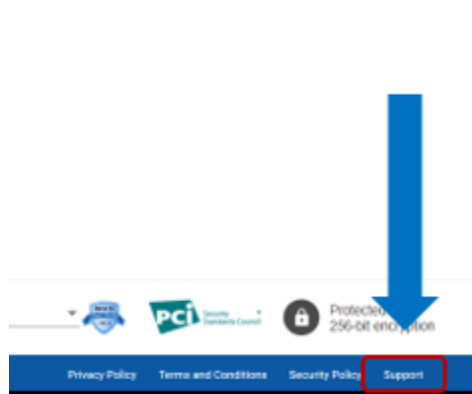 PCI Security
Standards Council
Protected
256-bit encryption
Privacy Policy Terms and Conditions Security Policy Support